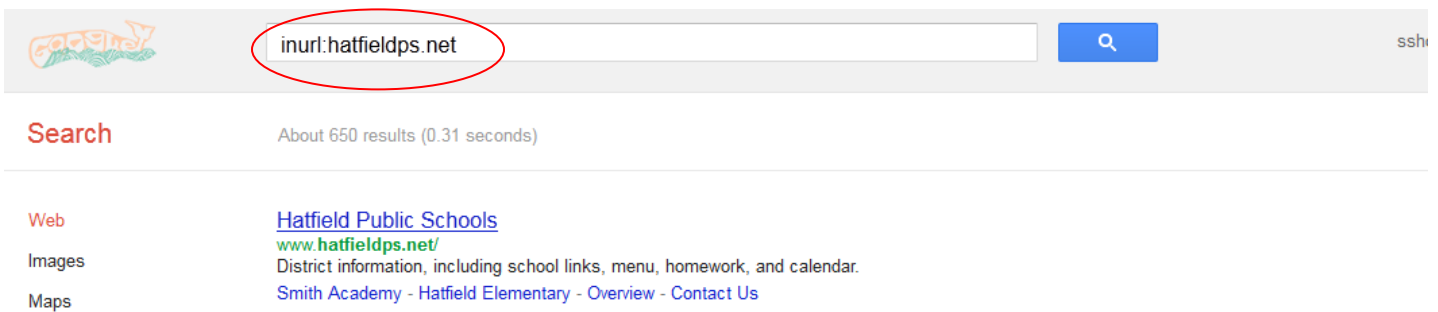 Google
inurl:hatfieldps.net
Search
About 650 results (0.31 seconds)
Web
Hatfield Public Schools
www.hatfieldps.net/
Images
District information, including school links, menu, homework, and calendar.
Maps
Smith Academy - Hatfield Elementary - Overview - Contact Us